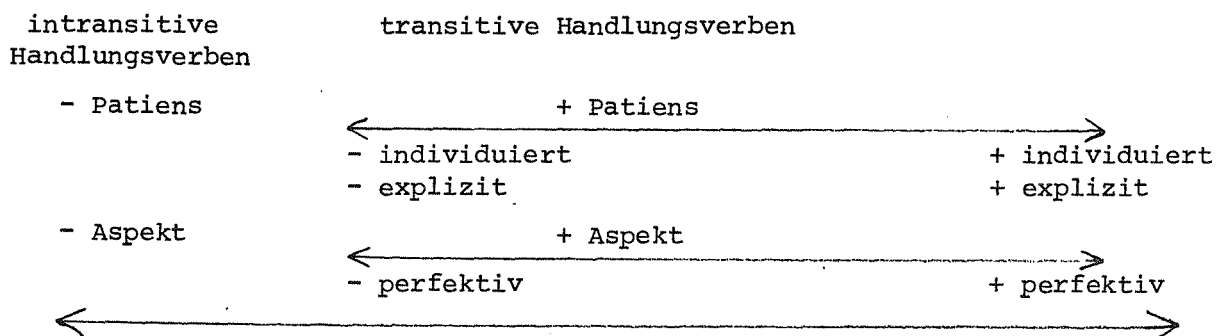 intransitive transitive Handlungsverben
Handlungsverben
- Patiens + Patiens
- individuiert + individuiert
- explizit + explizit
- Aspekt + Aspekt
- perfektiv + perfektiv